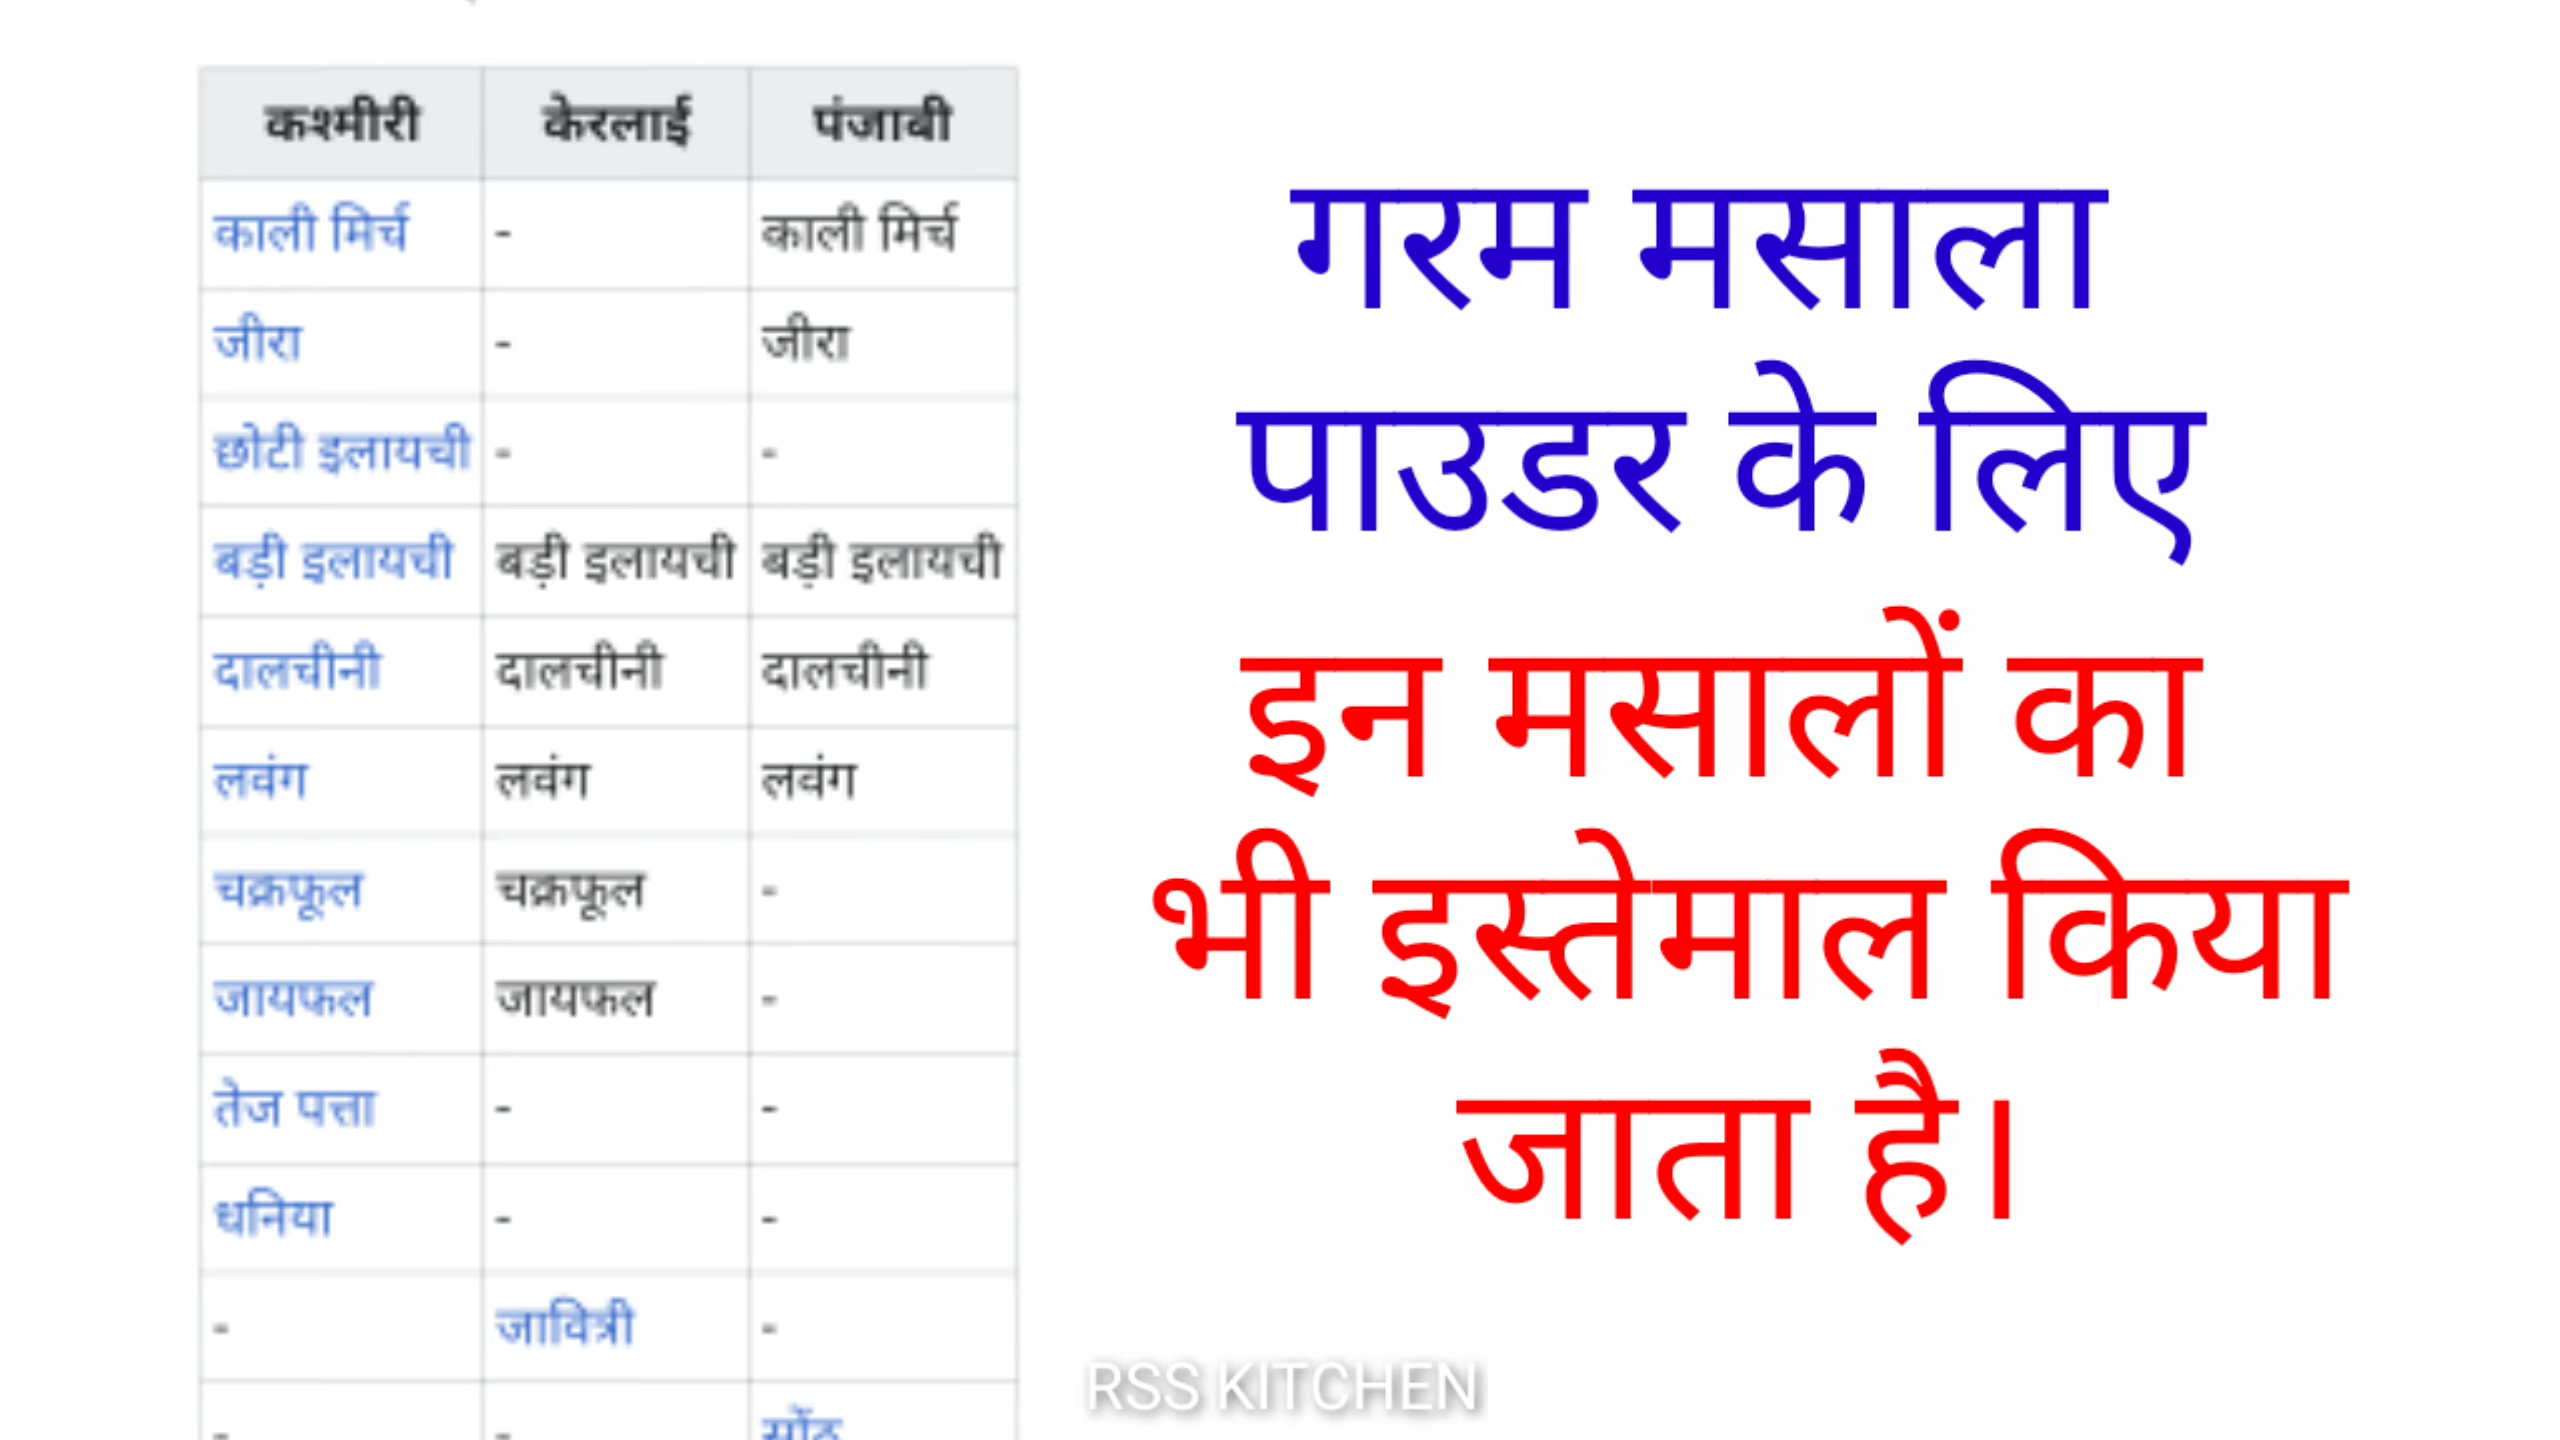 कश्मीरी केरलाई पंजाबी
काली मिर्च - काली मिर्च
जीरा - जीरा
छोटी इलायची - -
बड़ी इलायची बड़ी इलायची बड़ी इलायची
दालचीनी दालचीनी दालचीनी
लवंग लवंग लवंग
चक्रफूल चक्रफूल -
जायफल जायफल -
तेज पत्ता - -
धनिया - -
- जावित्री -
- - सोंठ
गरम मसाला
पाउडर के लिए
इन मसालों का
भी इस्तेमाल किया
जाता है।
RSS KITCHEN